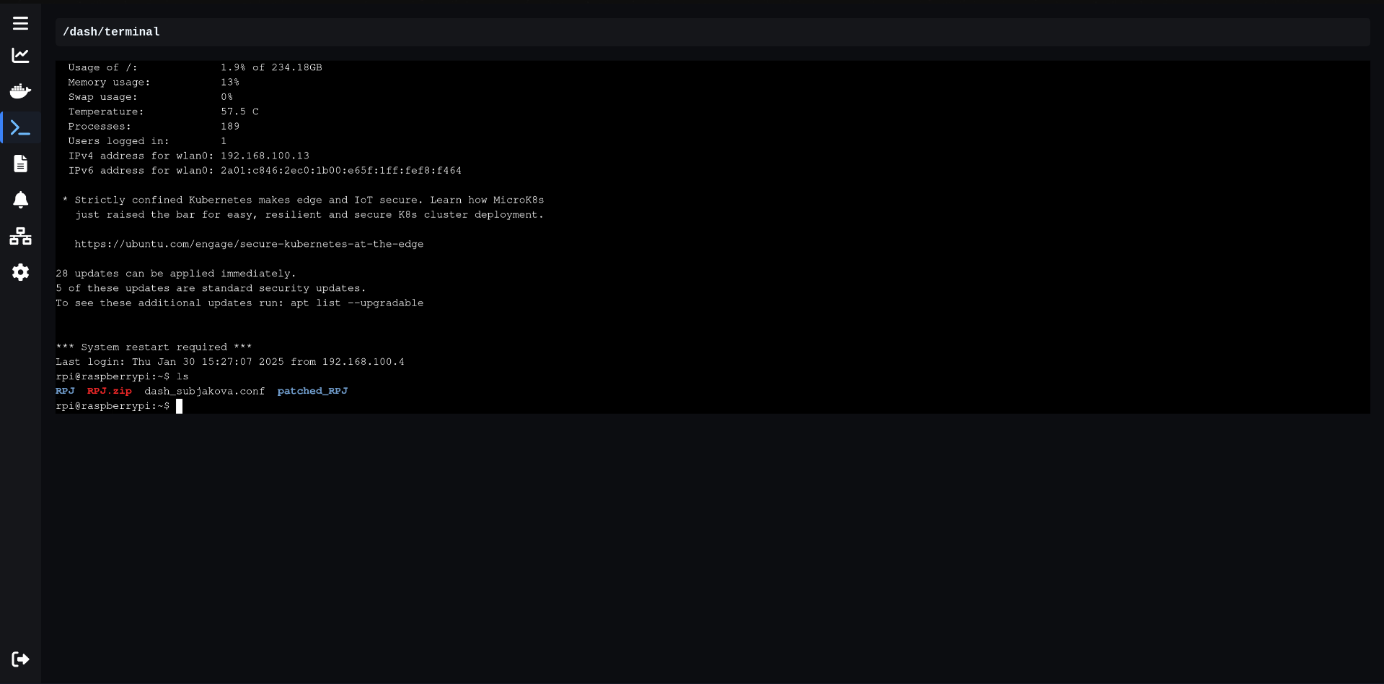 /dash/terminal
Usage of /: 1.9% of 234.18GB
Memory usage: 13%
Swap usage: 0%
Temperature: 57.5 C
Processes: 189
Users logged in: 1
IPv4 address for wlan0: 192.168.100.13
IPv6 address for wlan0: 2a01:c846:2ec0:1b00:e65f:1ff:fef8:f464
* Strictly confined Kubernetes makes edge and IoT secure. Learn how MicroK8s
just raised the bar for easy, resilient and secure K8s cluster deployment.
https://ubuntu.com/engage/secure-kubernetes-at-the-edge
28 updates can be applied immediately.
5 of these updates are standard security updates.
To see these additional updates run: apt list --upgradable
*** System restart required ***
Last login: Thu Jan 30 15:27:07 2025 from 192.168.100.4
rpi@raspberrypi:~$ ls
RPJ RPJ.zip dash_subjakova.conf patched_RPJ
rpi@raspberrypi:~$